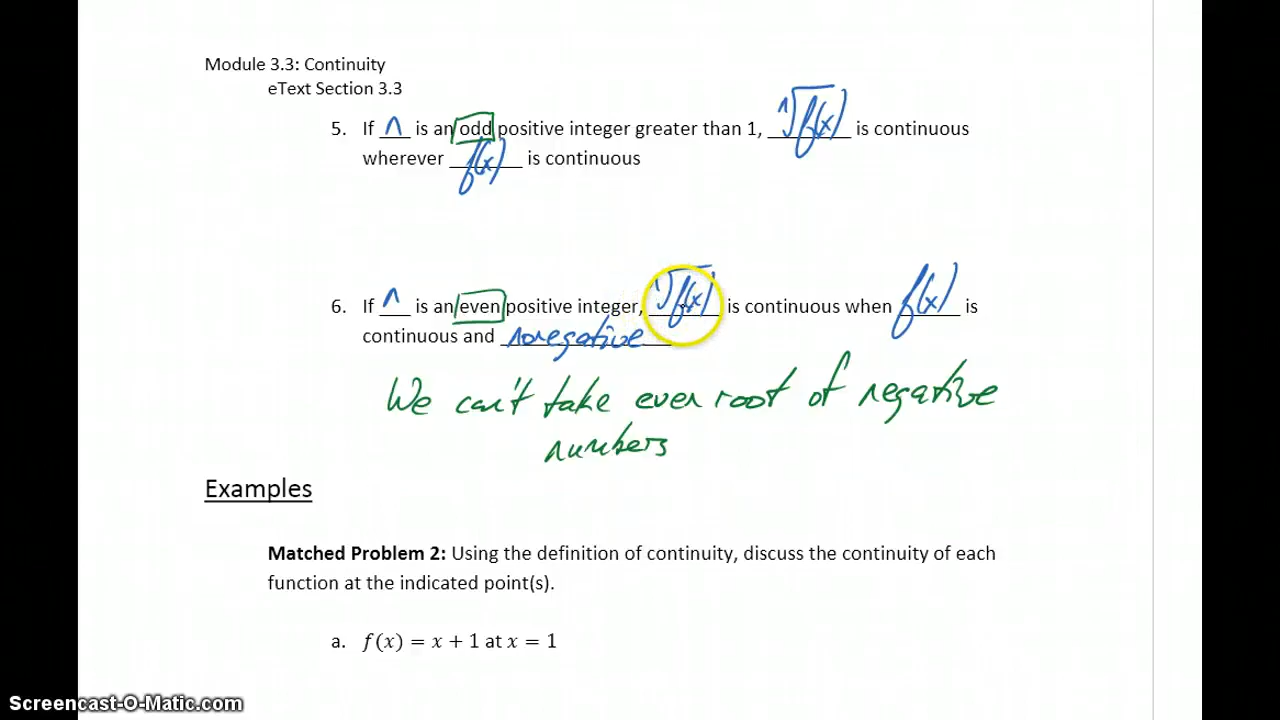 Module 3.3: Continuity
eText Section 3.3
5. If n is an odd positive integer greater than 1, ⁿ√f(x) is continuous
wherever f(x) is continuous
6. If n is an even positive integer, ⁿ√f(x) is continuous when f(x) is
continuous and nonegative
We can't take even root of negative
numbers
Examples
Matched Problem 2: Using the definition of continuity, discuss the continuity of each
function at the indicated point(s).
a. f(x) = x + 1 at x = 1
Screencast-O-Matic.com